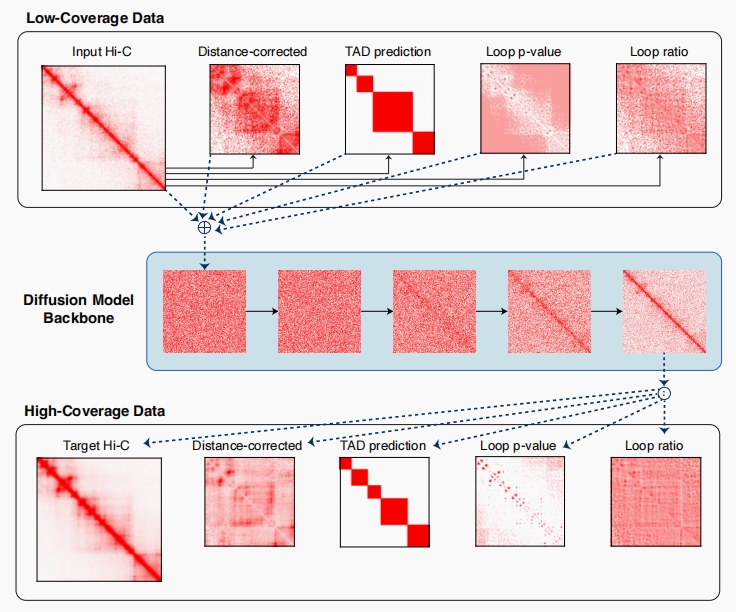 Low-Coverage Data
Input Hi-C
Distance-corrected
TAD prediction
Loop p-value
Loop ratio
Diffusion Model
Backbone
High-Coverage Data
Target Hi-C
Distance-corrected
TAD prediction
Loop p-value
Loop ratio